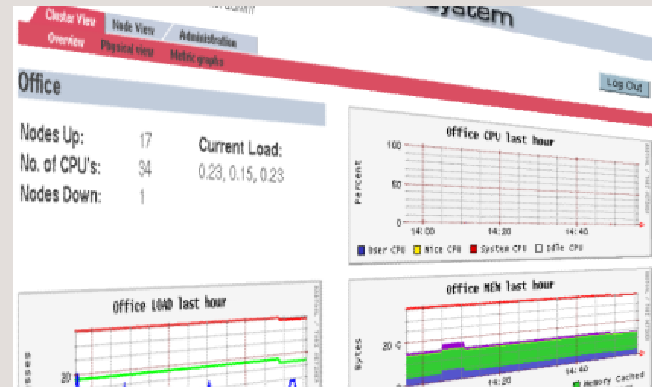 System
Cluster View Node View Administration
Overview Physical view Metric graphs
Log Out
Office
Nodes Up: 17
No. of CPU's: 34
Nodes Down: 1
Current Load:
0.23, 0.15, 0.23
Office CPU last hour
Percent
100
50
0
14:00 14:20 14:40
User CPU Nice CPU System CPU Idle CPU
Office LOAD last hour
20
Office MEM last hour
Bytes
20 G
0
14:20 14:40
Memory Cached